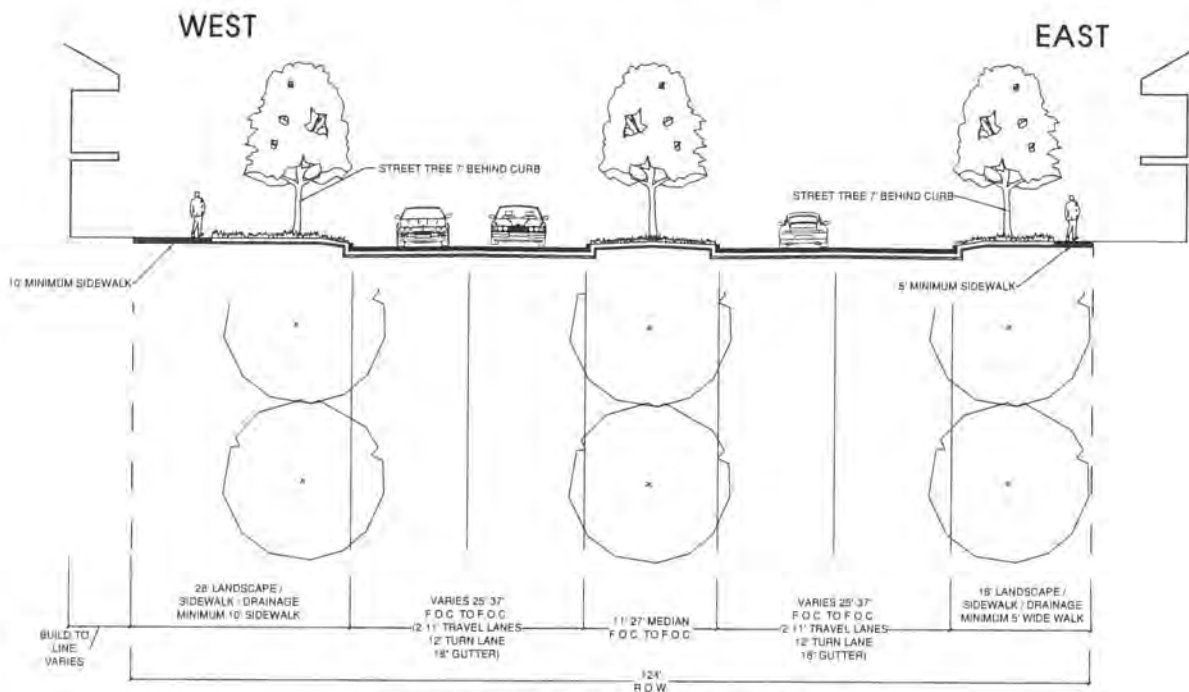 WEST
EAST
STREET TREE 7' BEHIND CURB
STREET TREE 7' BEHIND CURB
10' MINIMUM SIDEWALK
5' MINIMUM SIDEWALK
28' LANDSCAPE /
SIDEWALK / DRAINAGE
MINIMUM 10' SIDEWALK
VARIES 25'-37'
F.O.C. TO F.O.C.
(2-11' TRAVEL LANES
12' TURN LANE
18" GUTTER)
11'-27' MEDIAN
F.O.C. TO F.O.C.
VARIES 25'-37'
F.O.C. TO F.O.C.
(2-11' TRAVEL LANES
12' TURN LANE
18" GUTTER)
18' LANDSCAPE /
SIDEWALK / DRAINAGE
MINIMUM 5' WIDE WALK
BUILD TO
LINE
VARIES
124'
R.O.W.